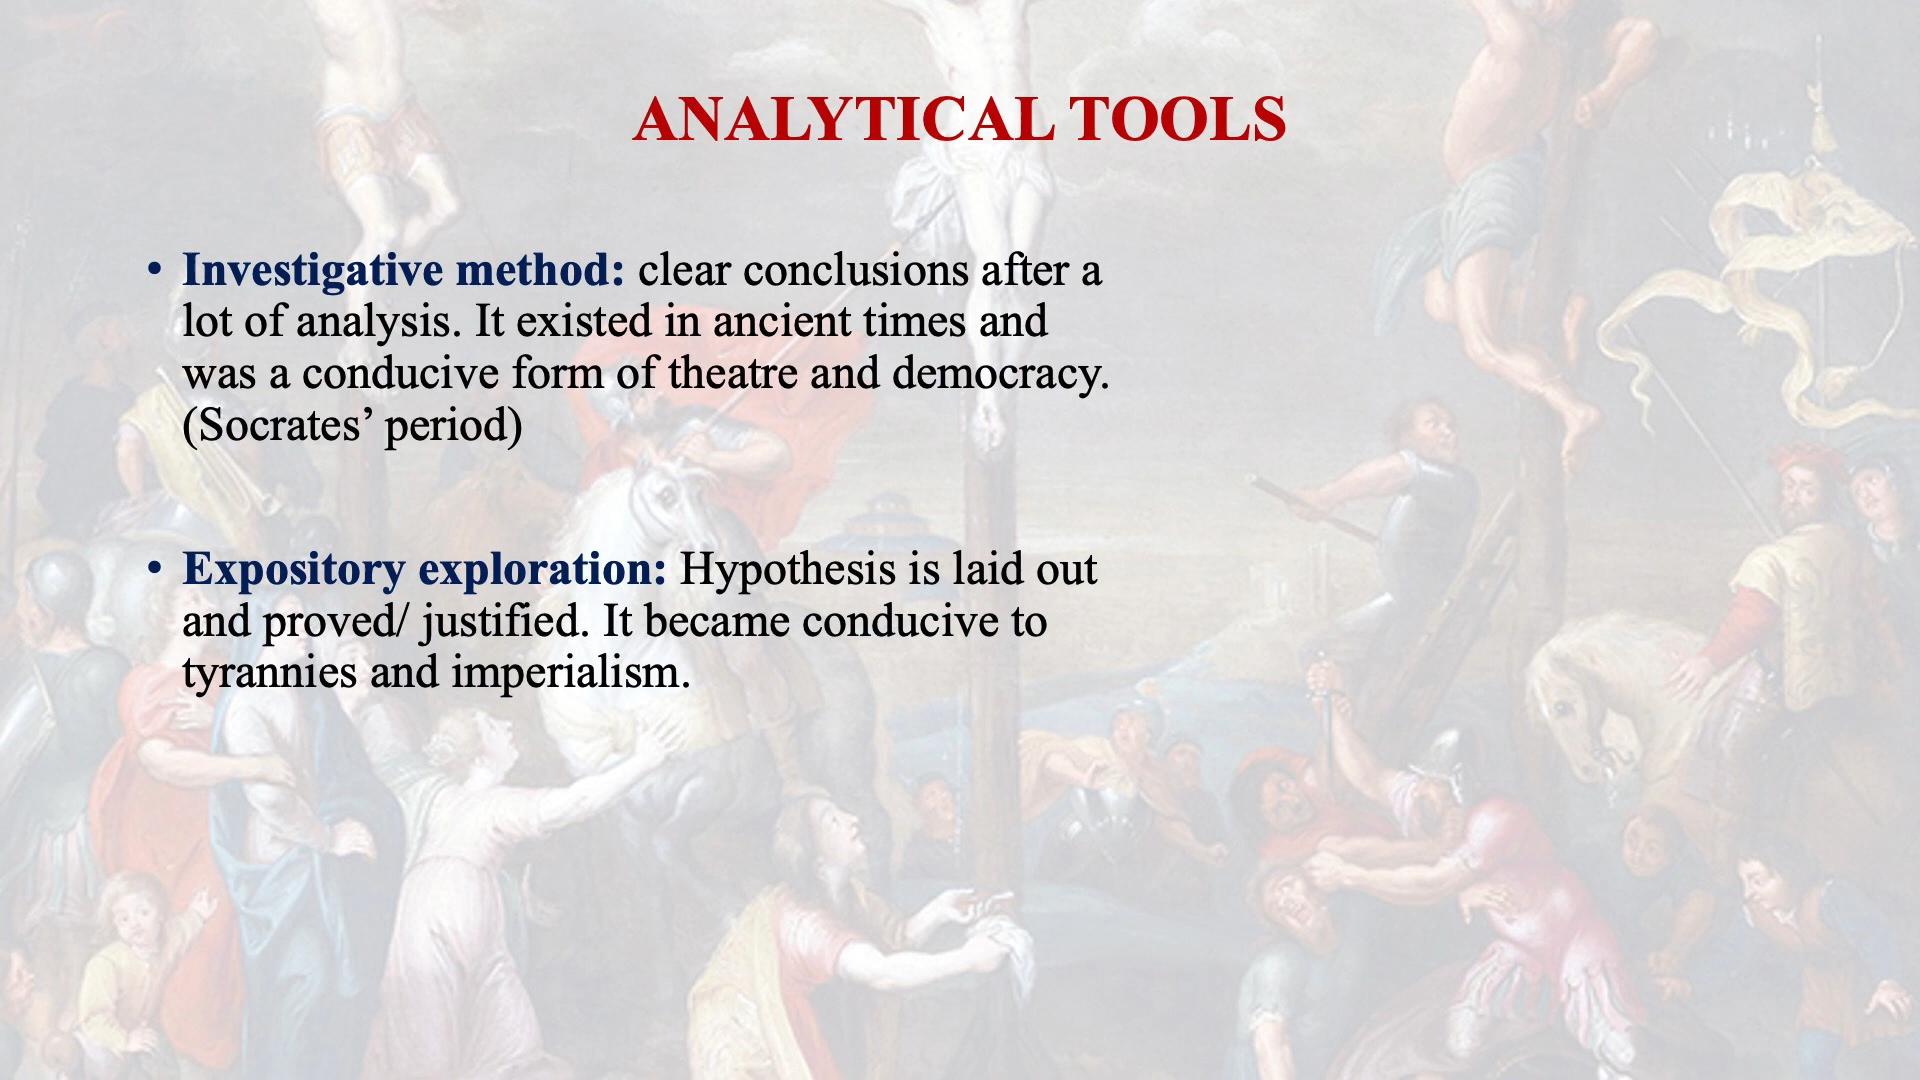 ANALYTICAL TOOLS
• Investigative method: clear conclusions after a
lot of analysis. It existed in ancient times and
was a conducive form of theatre and democracy.
(Socrates’ period)
• Expository exploration: Hypothesis is laid out
and proved/ justified. It became conducive to
tyrannies and imperialism.